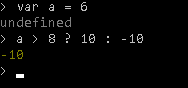 > var a = 6
undefined
> a > 8 ? 10 : -10
-10
>